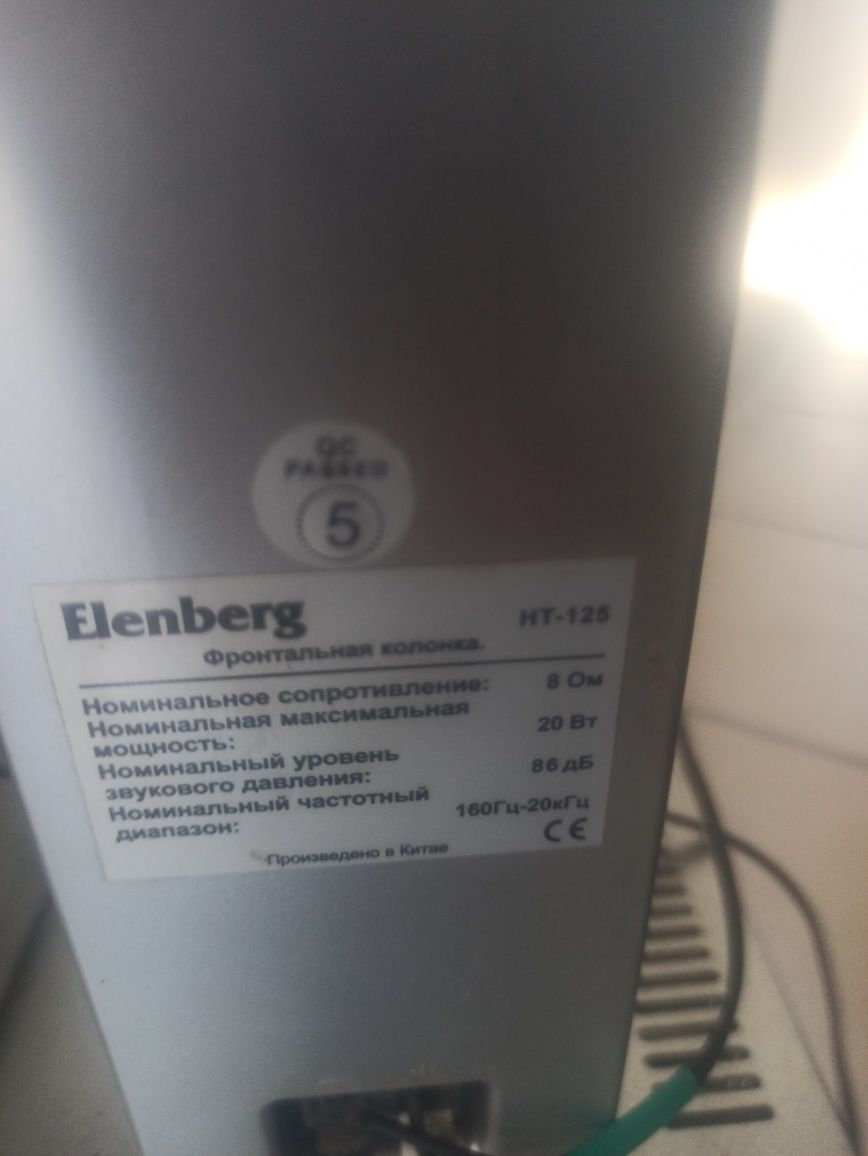 QC
PASSED
5
Elenberg HT-125
Фронтальная колонка.
Номинальное сопротивление: 8 Ом
Номинальная максимальная
мощность: 20 Вт
Номинальный уровень
звукового давления: 86 дБ
Номинальный частотный
диапазон: 160Гц-20кГц
CE
Произведено в Китае